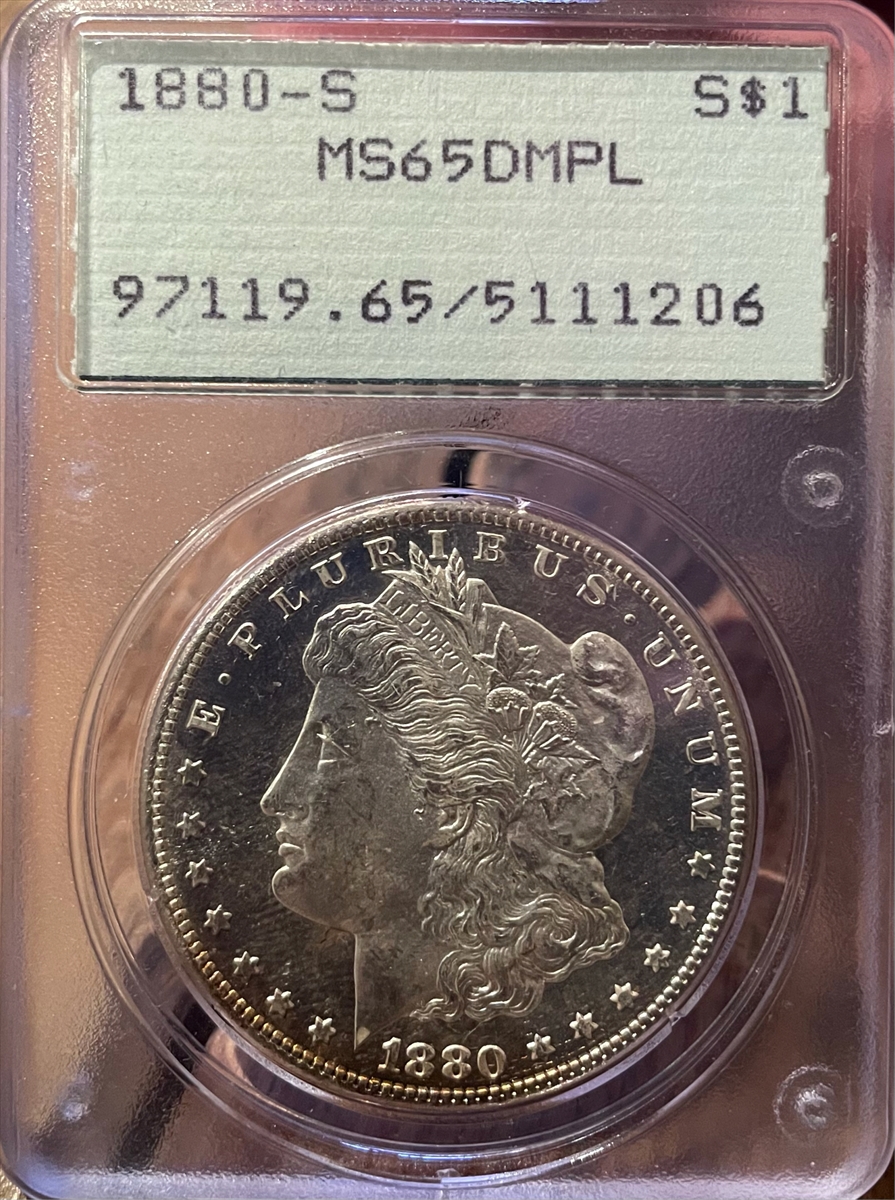 1880-S S$1
MS65DMPL
97119.65/5111206
E·PLURIBUS·UNUM
LIBERTY
1880